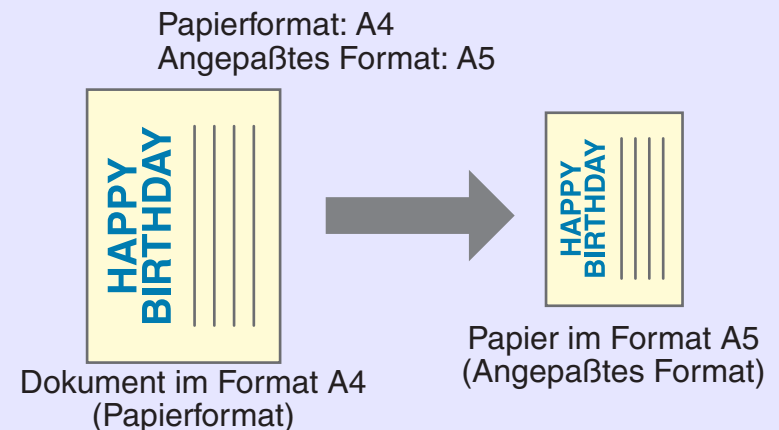 Papierformat: A4
Angepaßtes Format: A5
HAPPY
BIRTHDAY
HAPPY
BIRTHDAY
Dokument im Format A4
(Papierformat)
Papier im Format A5
(Angepaßtes Format)